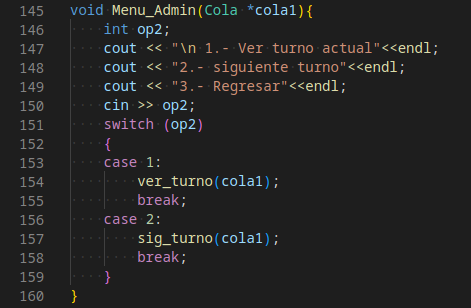 145 void Menu_Admin(Cola *cola1){
146     int op2;
147     cout << "\n 1.- Ver turno actual"<<endl;
148     cout << "2.- siguiente turno"<<endl;
149     cout << "3.- Regresar"<<endl;
150     cin >> op2;
151     switch (op2)
152     {
153     case 1:
154         ver_turno(cola1);
155         break;
156     case 2:
157         sig_turno(cola1);
158         break;
159     }
160 }